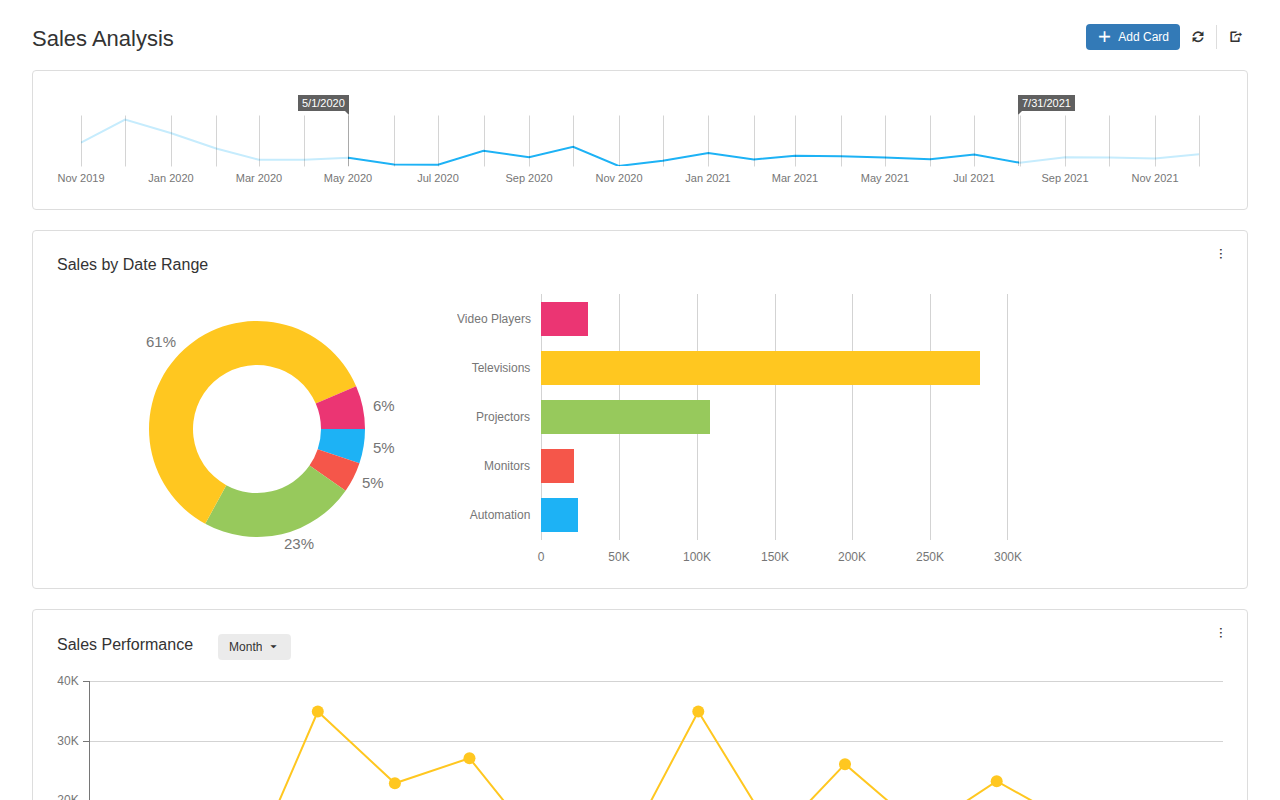 Sales Analysis
Add Card
5/1/2020
7/31/2021
Nov 2019 Jan 2020 Mar 2020 May 2020 Jul 2020 Sep 2020 Nov 2020 Jan 2021 Mar 2021 May 2021 Jul 2021 Sep 2021 Nov 2021
Sales by Date Range
61%
6%
5%
5%
23%
Video Players
Televisions
Projectors
Monitors
Automation
0 50K 100K 150K 200K 250K 300K
Sales Performance
Month
40K
30K
20K